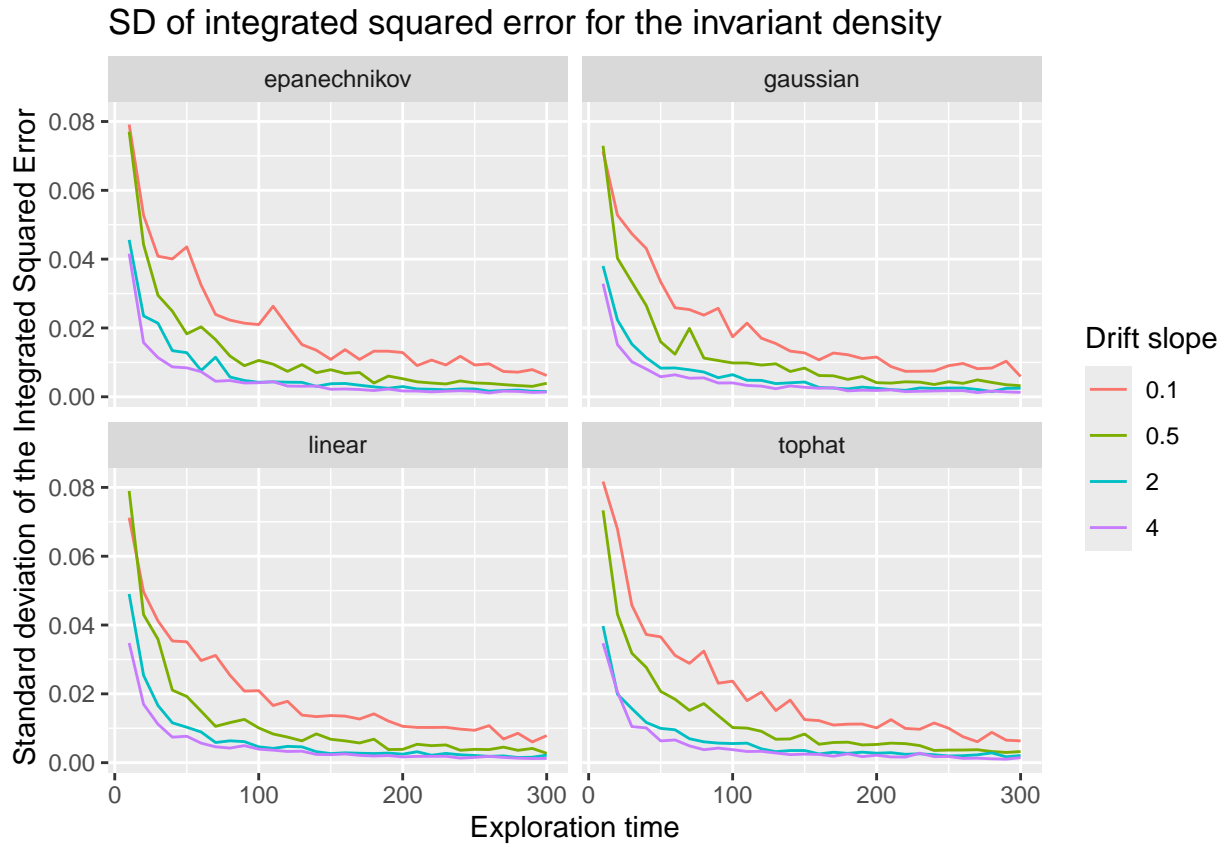 SD of integrated squared error for the invariant density
epanechnikov
gaussian
0.08
0.06
0.04
0.02
0.00
linear
tophat
0.08
0.06
0.04
0.02
0.00
0
100
200
300
0
100
200
300
Exploration time
Standard deviation of the Integrated Squared Error
Drift slope
0.1
0.5
2
4